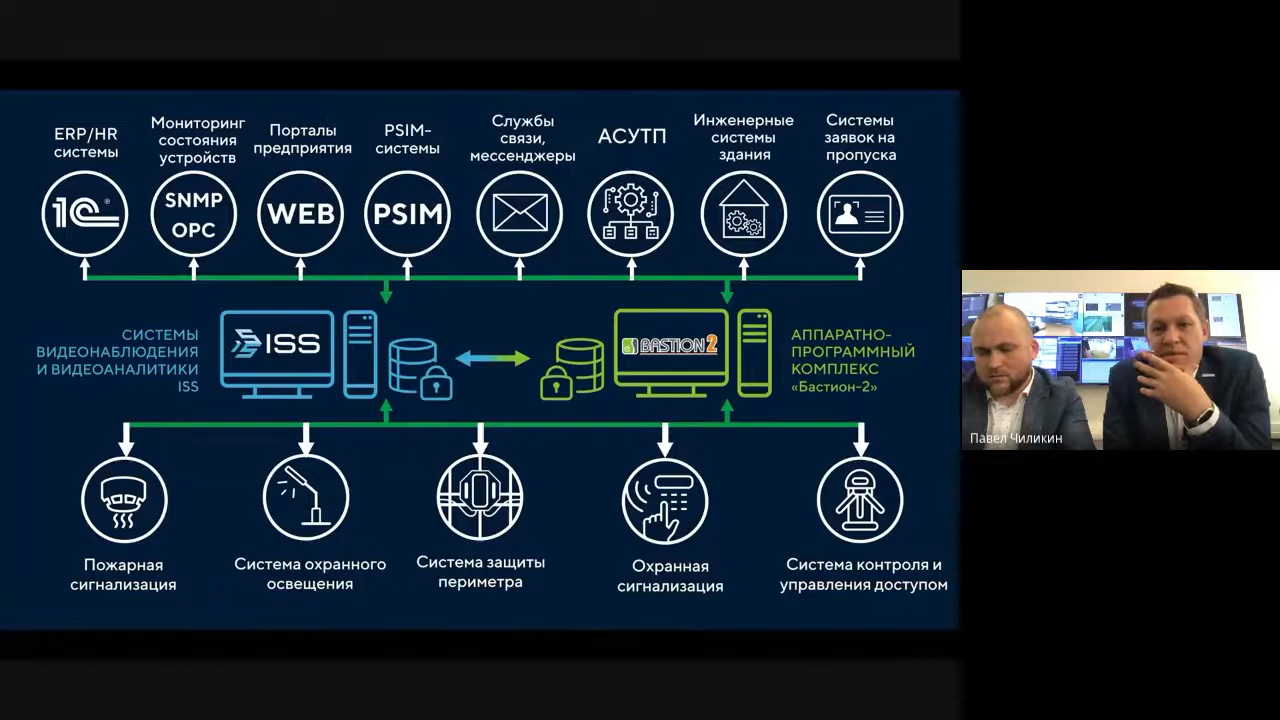 ERP/HR
системы
Мониторинг
состояния
устройств
Порталы
предприятия
PSIM-
системы
Службы
связи,
мессенджеры
АСУТП
Инженерные
системы
здания
Системы
заявок на
пропуска
1С®
SNMP
OPC
WEB
PSIM
СИСТЕМЫ
ВИДЕОНАБЛЮДЕНИЯ
И ВИДЕОАНАЛИТИКИ
ISS
ISS
BASTION2
АППАРАТНО-
ПРОГРАММНЫЙ
КОМПЛЕКС
«Бастион-2»
Павел Чиликин
Пожарная
сигнализация
Система охранного
освещения
Система защиты
периметра
Охранная
сигнализация
Система контроля и
управления доступом